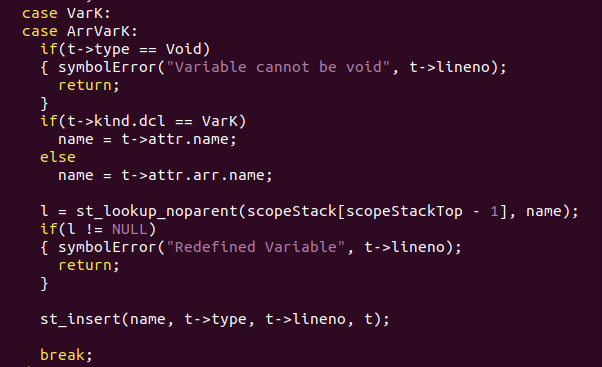 case VarK:
case ArrVarK:
  if(t->type == Void)
  { symbolError("Variable cannot be void", t->lineno);
    return;
  }
  if(t->kind.dcl == VarK)
    name = t->attr.name;
  else
    name = t->attr.arr.name;

  l = st_lookup_noparent(scopeStack[scopeStackTop - 1], name);
  if(l != NULL)
  { symbolError("Redefined Variable", t->lineno);
    return;
  }

  st_insert(name, t->type, t->lineno, t);

  break;